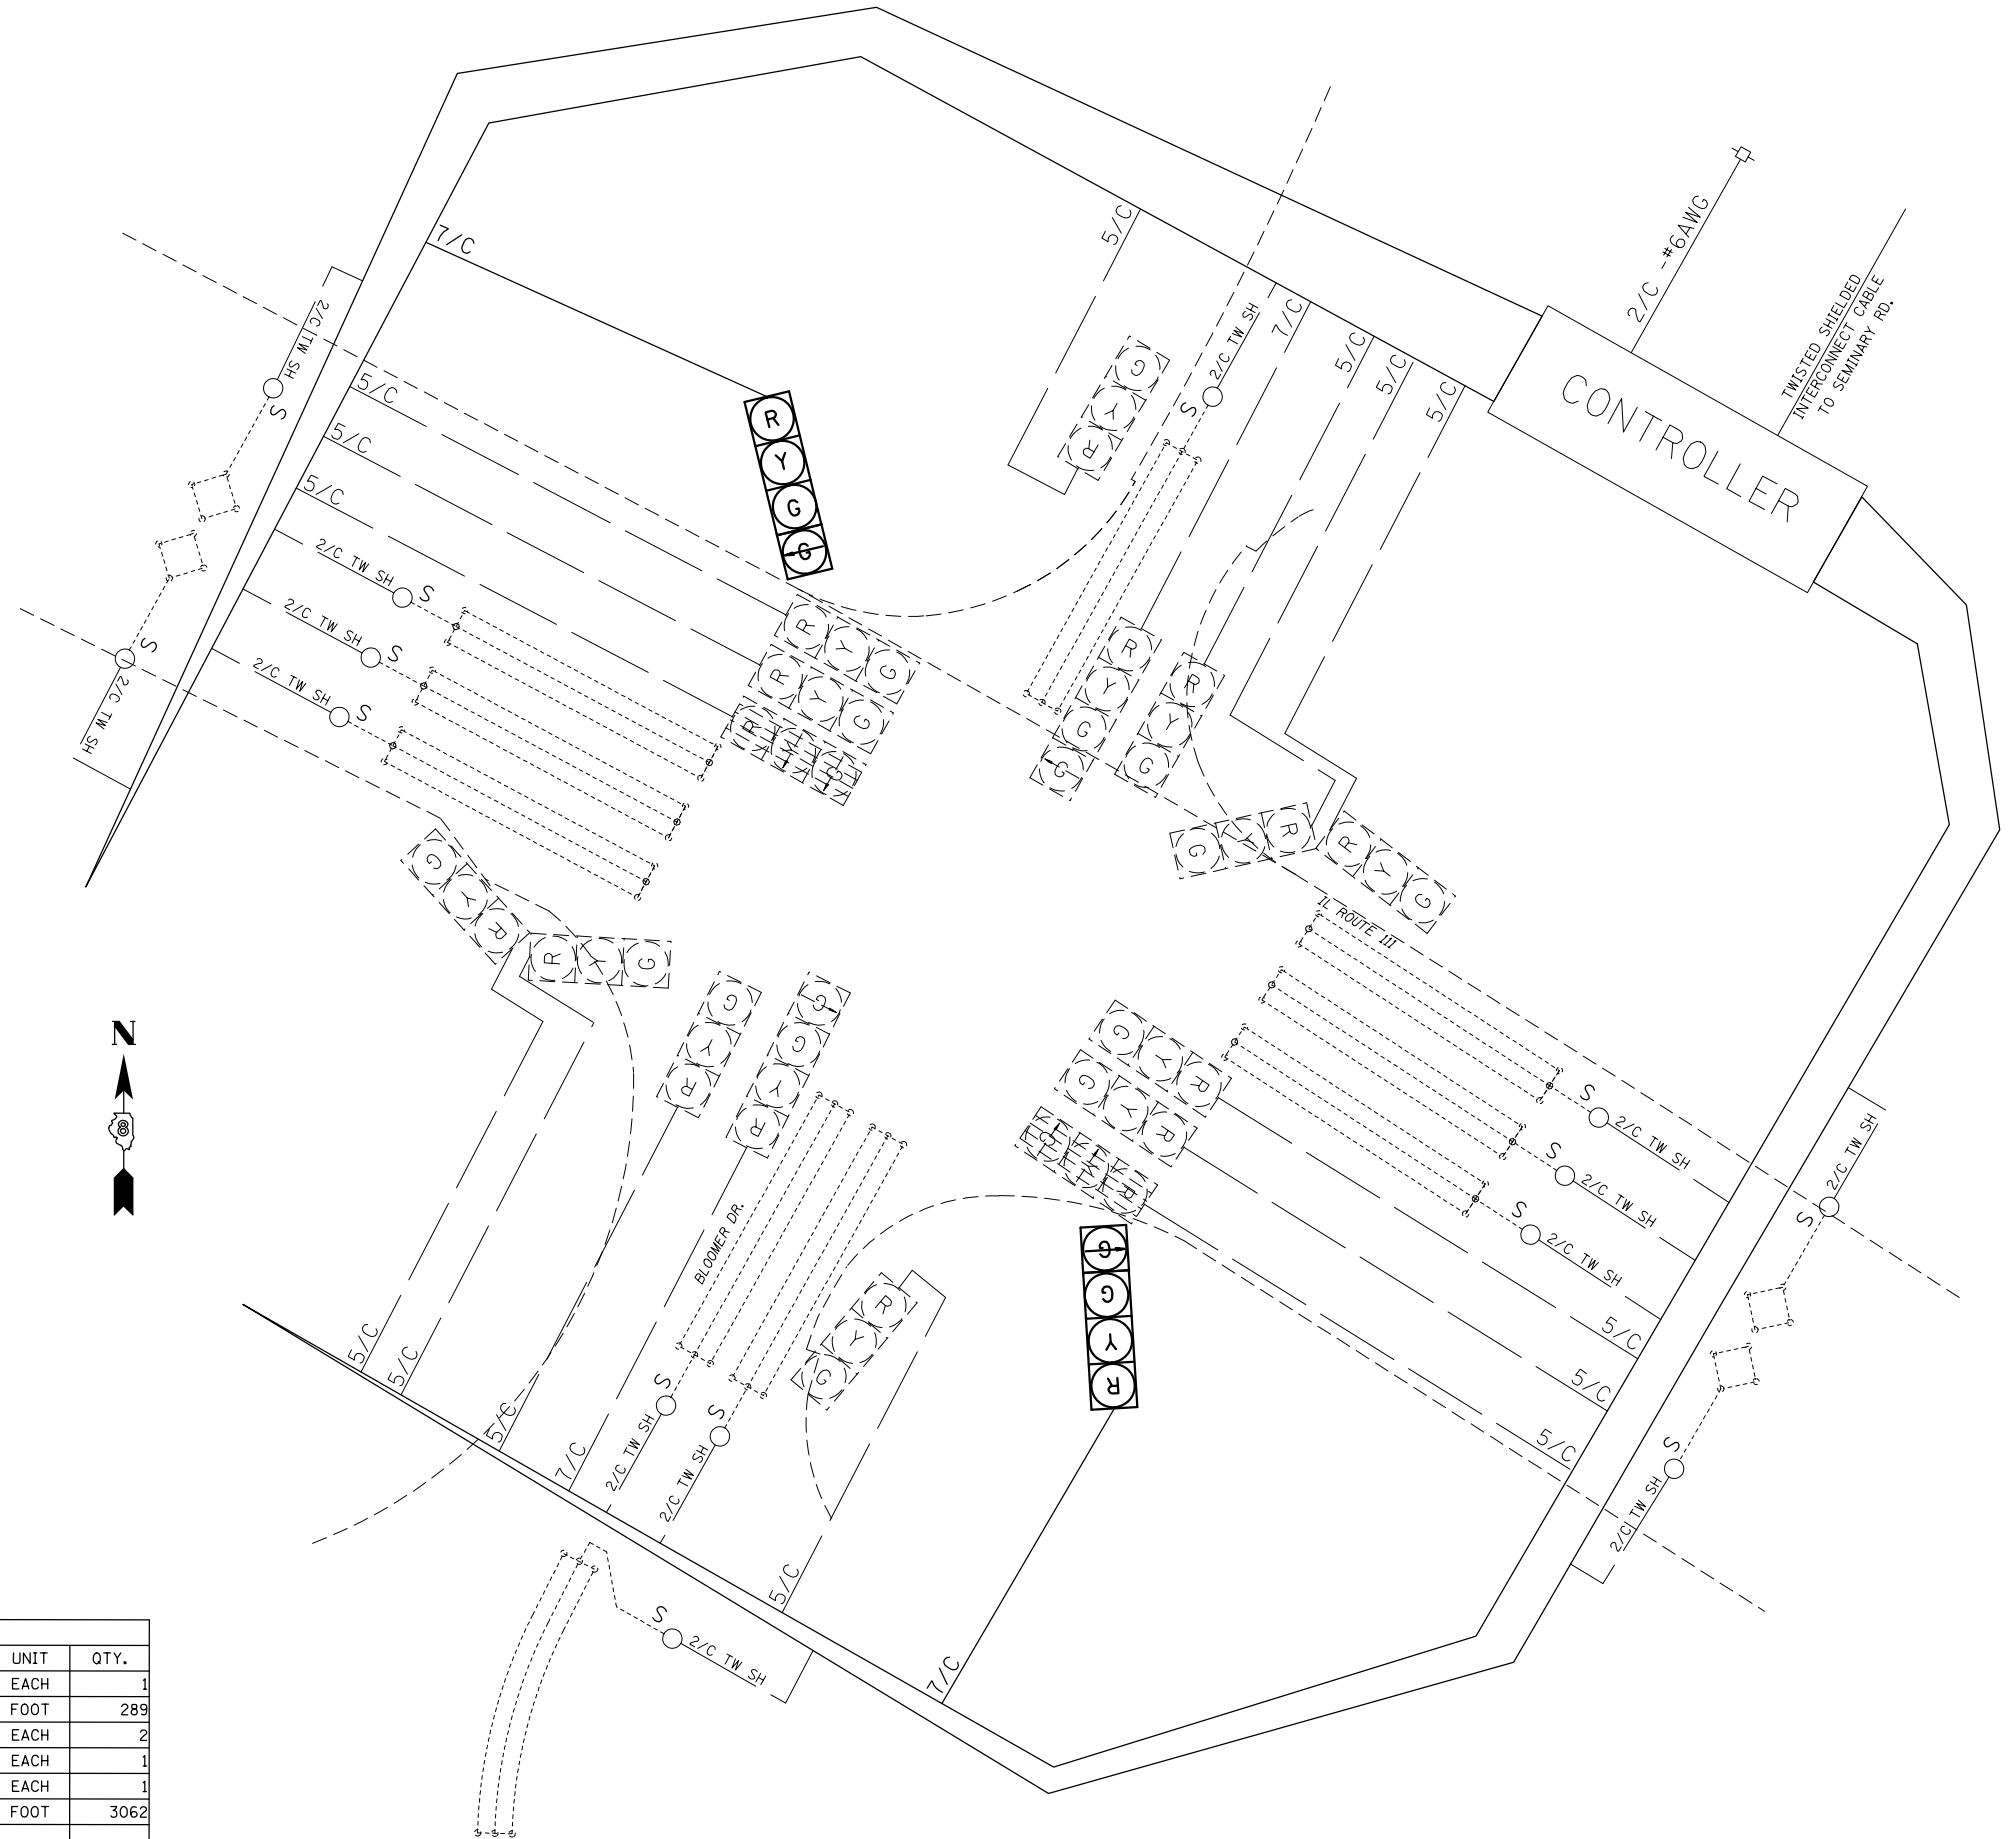 7/C
5/C
5/C
5/C
2/C TW SH
S
2/C TW SH
S
2/C TW SH
S
2/C TW SH
S
S
2/C TW SH
R
Y
G
G
5/C
G
Y
R
2/C TW SH
S
7/C
5/C
5/C
5/C
2/C -#6AWG
TWISTED SHIELDED
INTERCONNECT CABLE
TO SEMINARY RD.
CONTROLLER
R Y G
R Y G
R Y G
R
Y
G
G
R
Y
G
G Y R
R Y G
IL ROUTE 111
G
Y
R
R Y G
G
Y
R
G
G
Y
R
G Y R
G Y R
G Y R
N
8
BLOOMER DR.
S
2/C TW SH
S
2/C TW SH
S
2/C TW SH
2/C TW SH
S
S
2/C TW SH
5/C
5/C
5/C
5/C
5/C
5/C
7/C
2/C TW SH
S
2/C TW SH
S
R
Y
G
G
G
Y
R
5/C
7/C
S
2/C TW SH
UNIT QTY.
EACH 1
FOOT 289
EACH 2
EACH 1
EACH 1
FOOT 3062